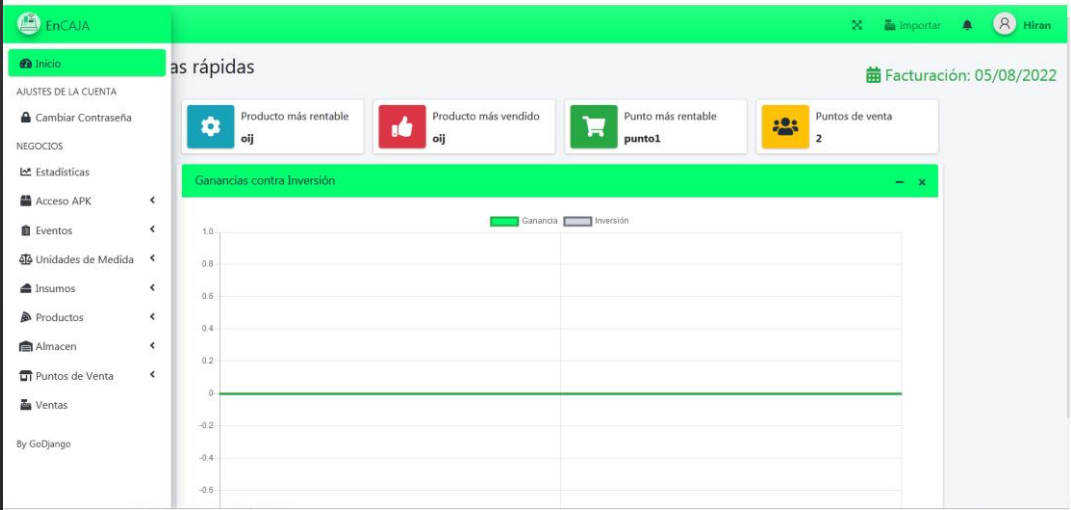 EnCAJA
Importar
Hiran
Inicio
AJUSTES DE LA CUENTA
Cambiar Contraseña
NEGOCIOS
Estadísticas
Acceso APK
Eventos
Unidades de Medida
Insumos
Productos
Almacen
Puntos de Venta
Ventas
By GoDjango
as rápidas
Facturación: 05/08/2022
Producto más rentable
oij
Producto más vendido
oij
Punto más rentable
punto1
Puntos de venta
2
Ganancias contra Inversión
Ganancia
Inversión
1.0
0.8
0.6
0.4
0.2
0
-0.2
-0.4
-0.6